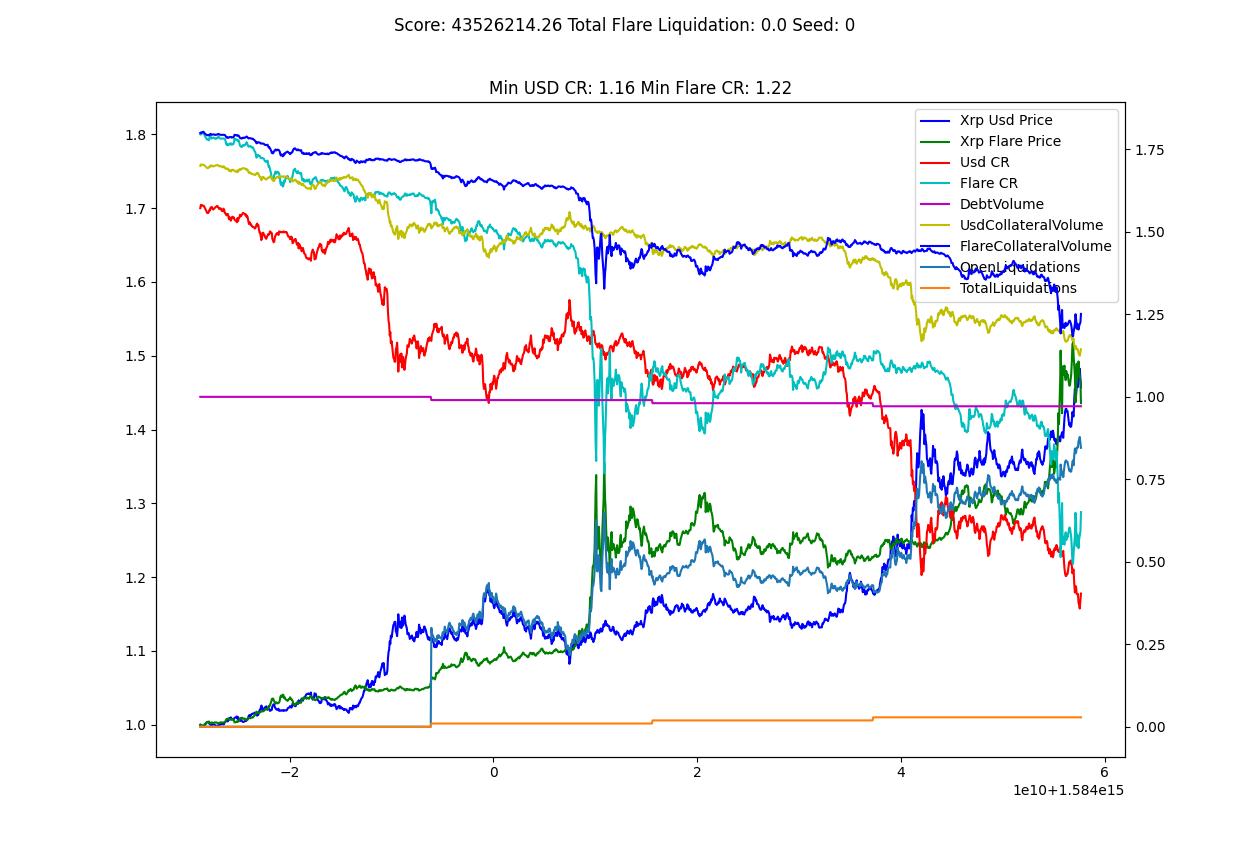 Score: 43526214.26 Total Flare Liquidation: 0.0 Seed: 0
Min USD CR: 1.16 Min Flare CR: 1.22
Xrp Usd Price
Xrp Flare Price
Usd CR
Flare CR
DebtVolume
UsdCollateralVolume
FlareCollateralVolume
OpenLiquidations
TotalLiquidations
1.8
1.7
1.6
1.5
1.4
1.3
1.2
1.1
1.0
1.75
1.50
1.25
1.00
0.75
0.50
0.25
0.00
−2
0
2
4
6
1e10+1.584e15